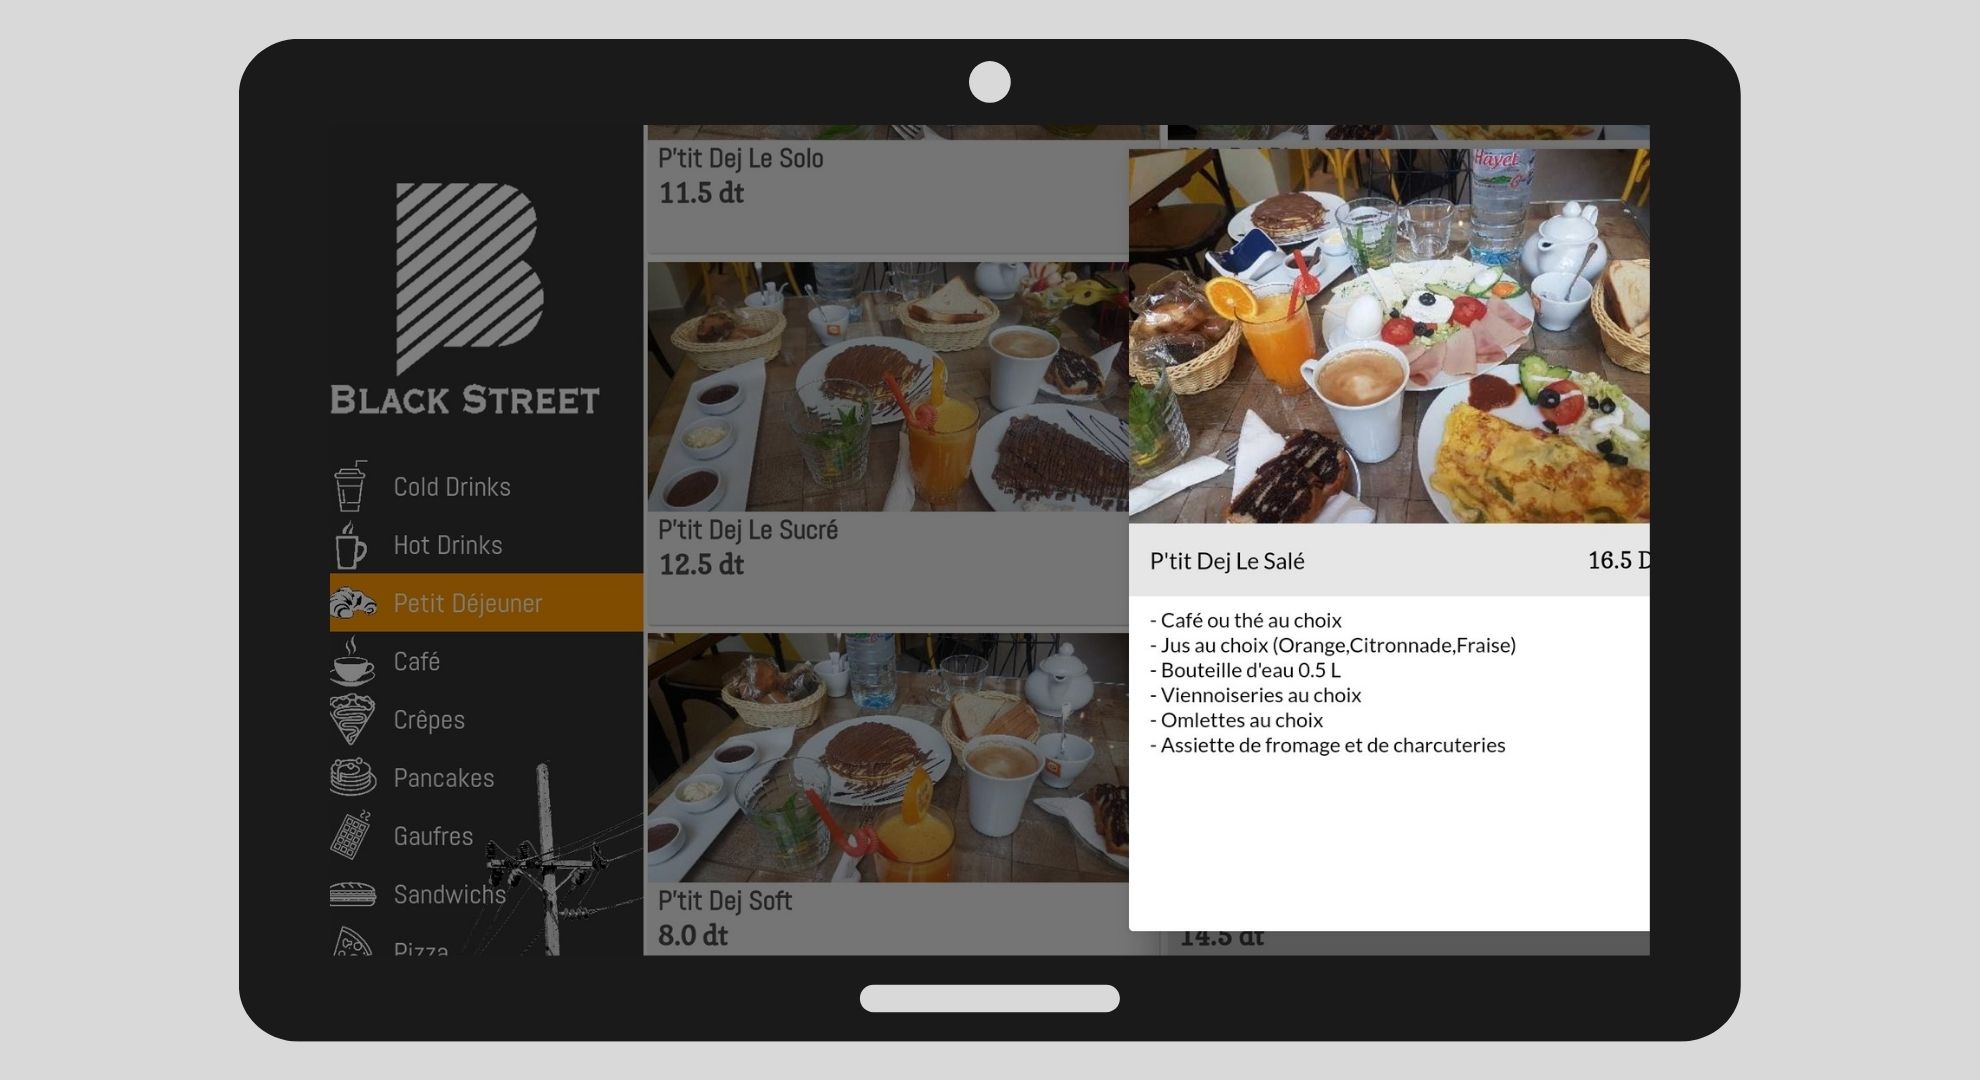 BLACK STREET
Cold Drinks
Hot Drinks
Petit Déjeuner
Café
Crêpes
Pancakes
Gaufres
Sandwichs
Pizza
P'tit Dej Le Solo
11.5 dt
P'tit Dej Le Sucré
12.5 dt
P'tit Dej Soft
8.0 dt
Hayet
P'tit Dej Le Salé
16.5 D
- Café ou thé au choix
- Jus au choix (Orange,Citronnade,Fraise)
- Bouteille d'eau 0.5 L
- Viennoiseries au choix
- Omlettes au choix
- Assiette de fromage et de charcuteries
14.5 dt